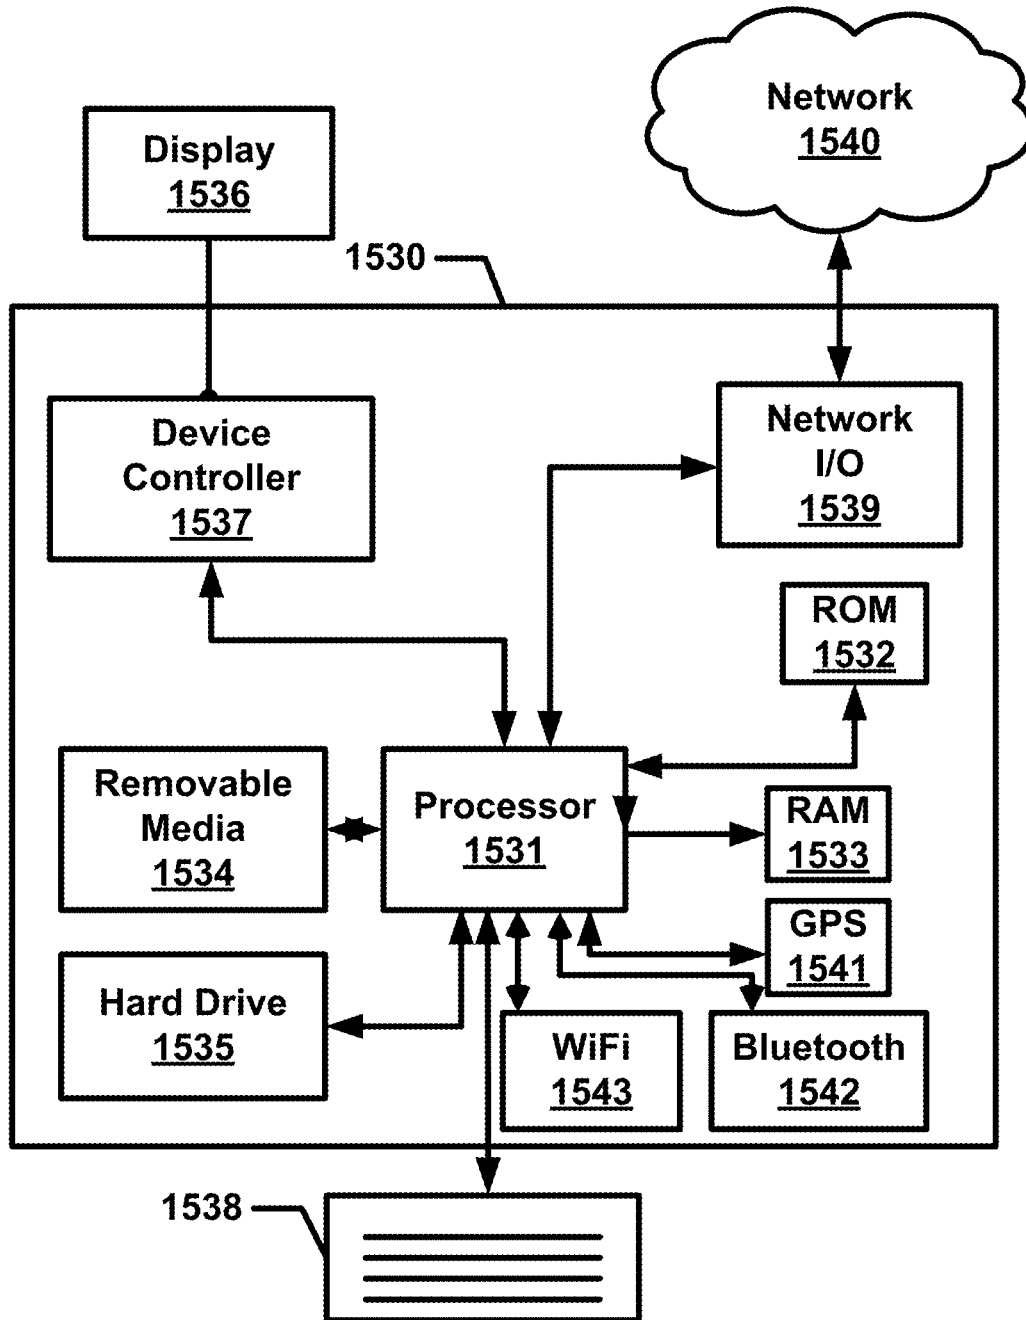 Network
1540
Display
1536
1530
Device
Controller
1537
Network
I/O
1539
ROM
1532
Removable
Media
1534
Processor
1531
RAM
1533
GPS
1541
Hard Drive
1535
WiFi
1543
Bluetooth
1542
1538